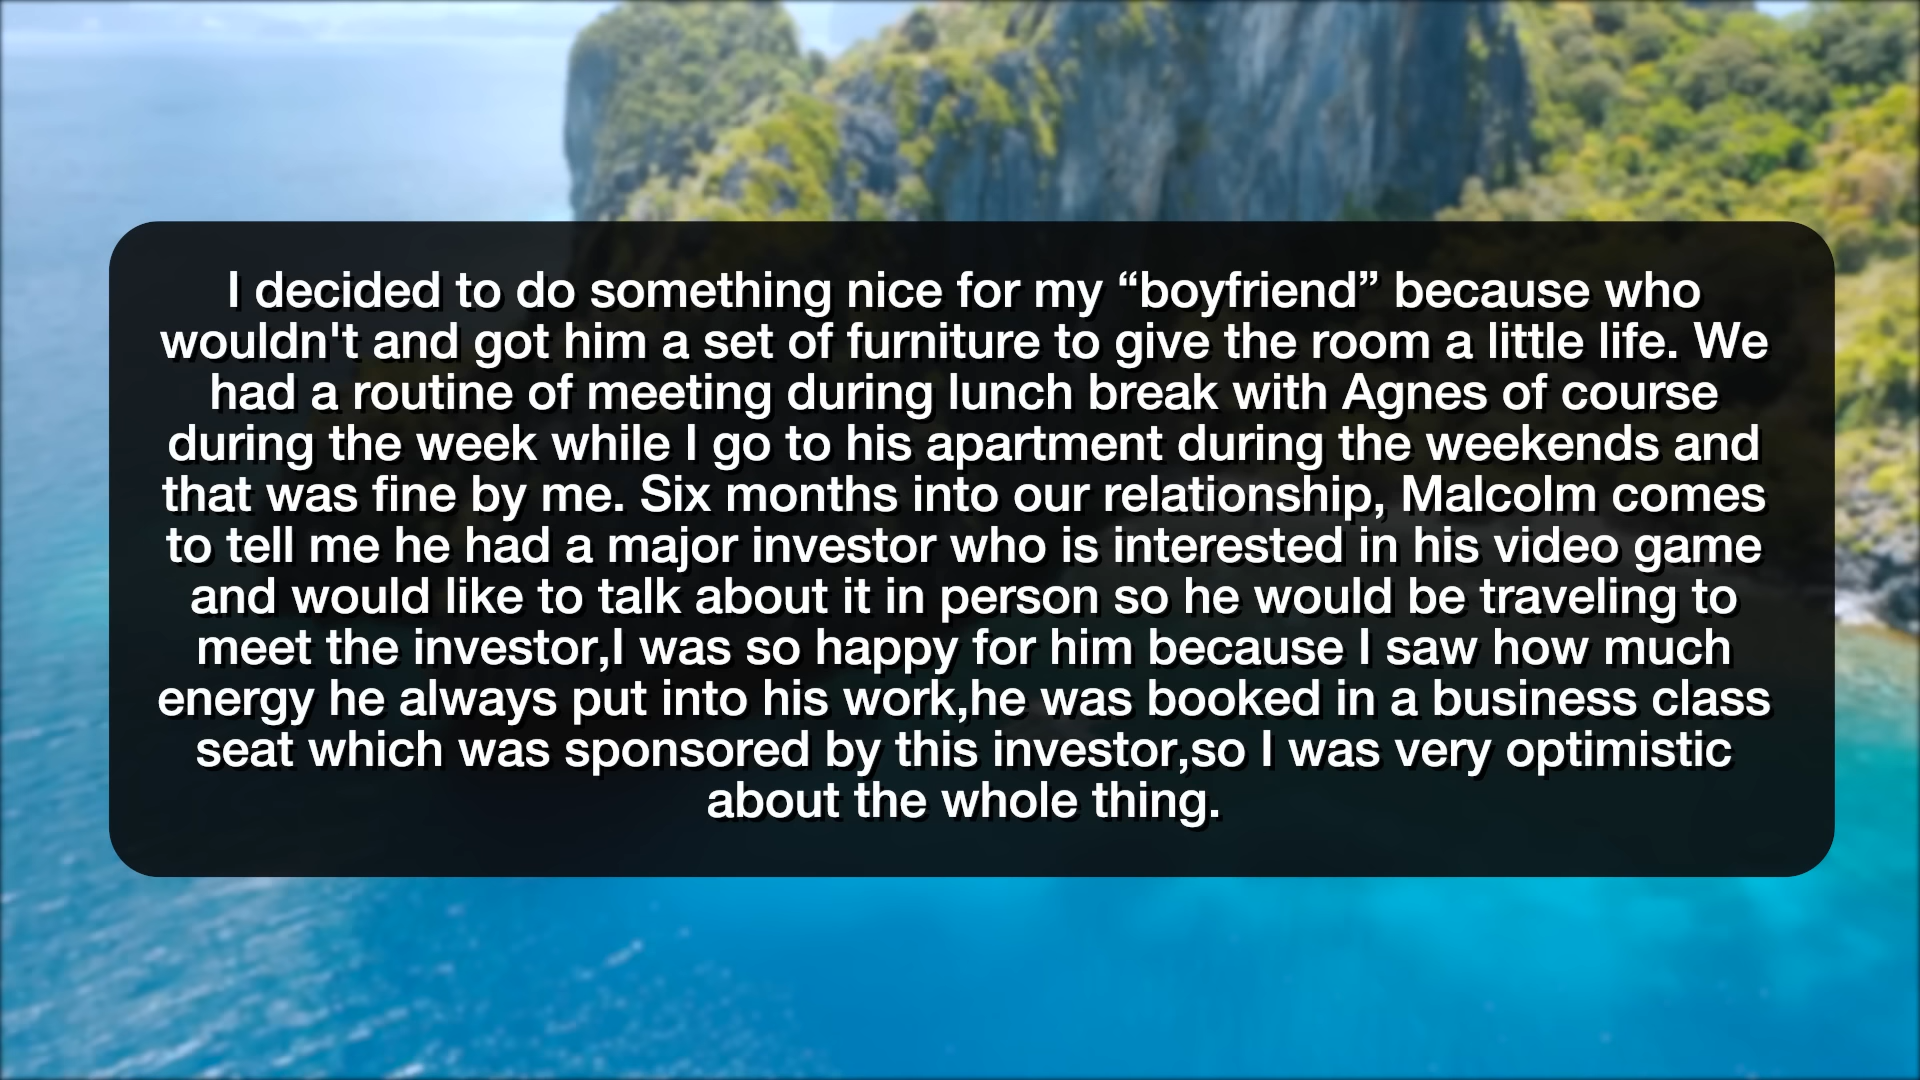 I decided to do something nice for my “boyfriend” because who
wouldn't and got him a set of furniture to give the room a little life. We
had a routine of meeting during lunch break with Agnes of course
during the week while I go to his apartment during the weekends and
that was fine by me. Six months into our relationship, Malcolm comes
to tell me he had a major investor who is interested in his video game
and would like to talk about it in person so he would be traveling to
meet the investor,I was so happy for him because I saw how much
energy he always put into his work,he was booked in a business class
seat which was sponsored by this investor,so I was very optimistic
about the whole thing.